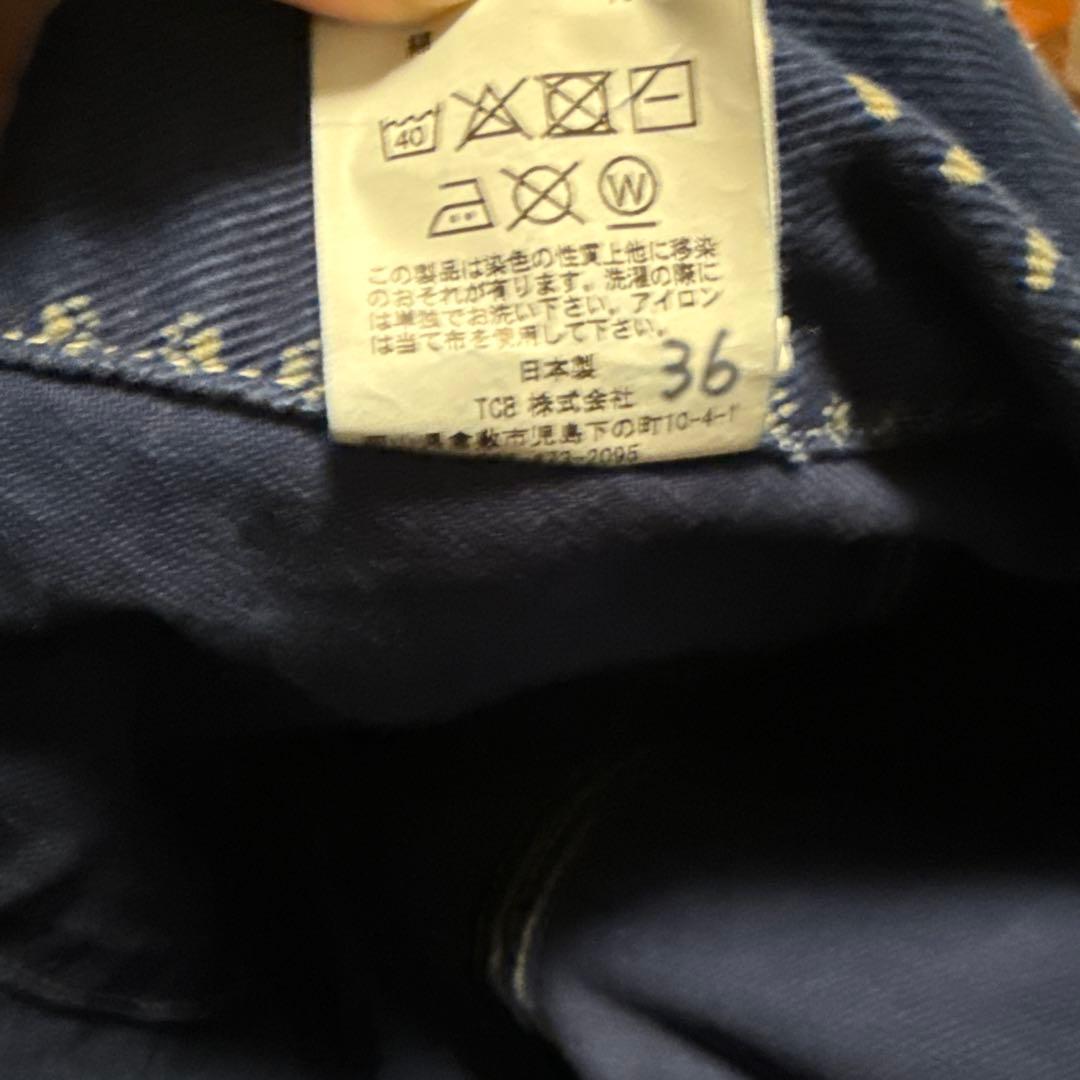 綿
40
W
この製品は染色の性質上他に移染
のおそれが有ります。洗濯の際に
は単独でお洗い下さい。アイロン
は当て布を使用して下さい。
日本製
36
TCB 株式会社
倉敷市児島下の町10-4-1